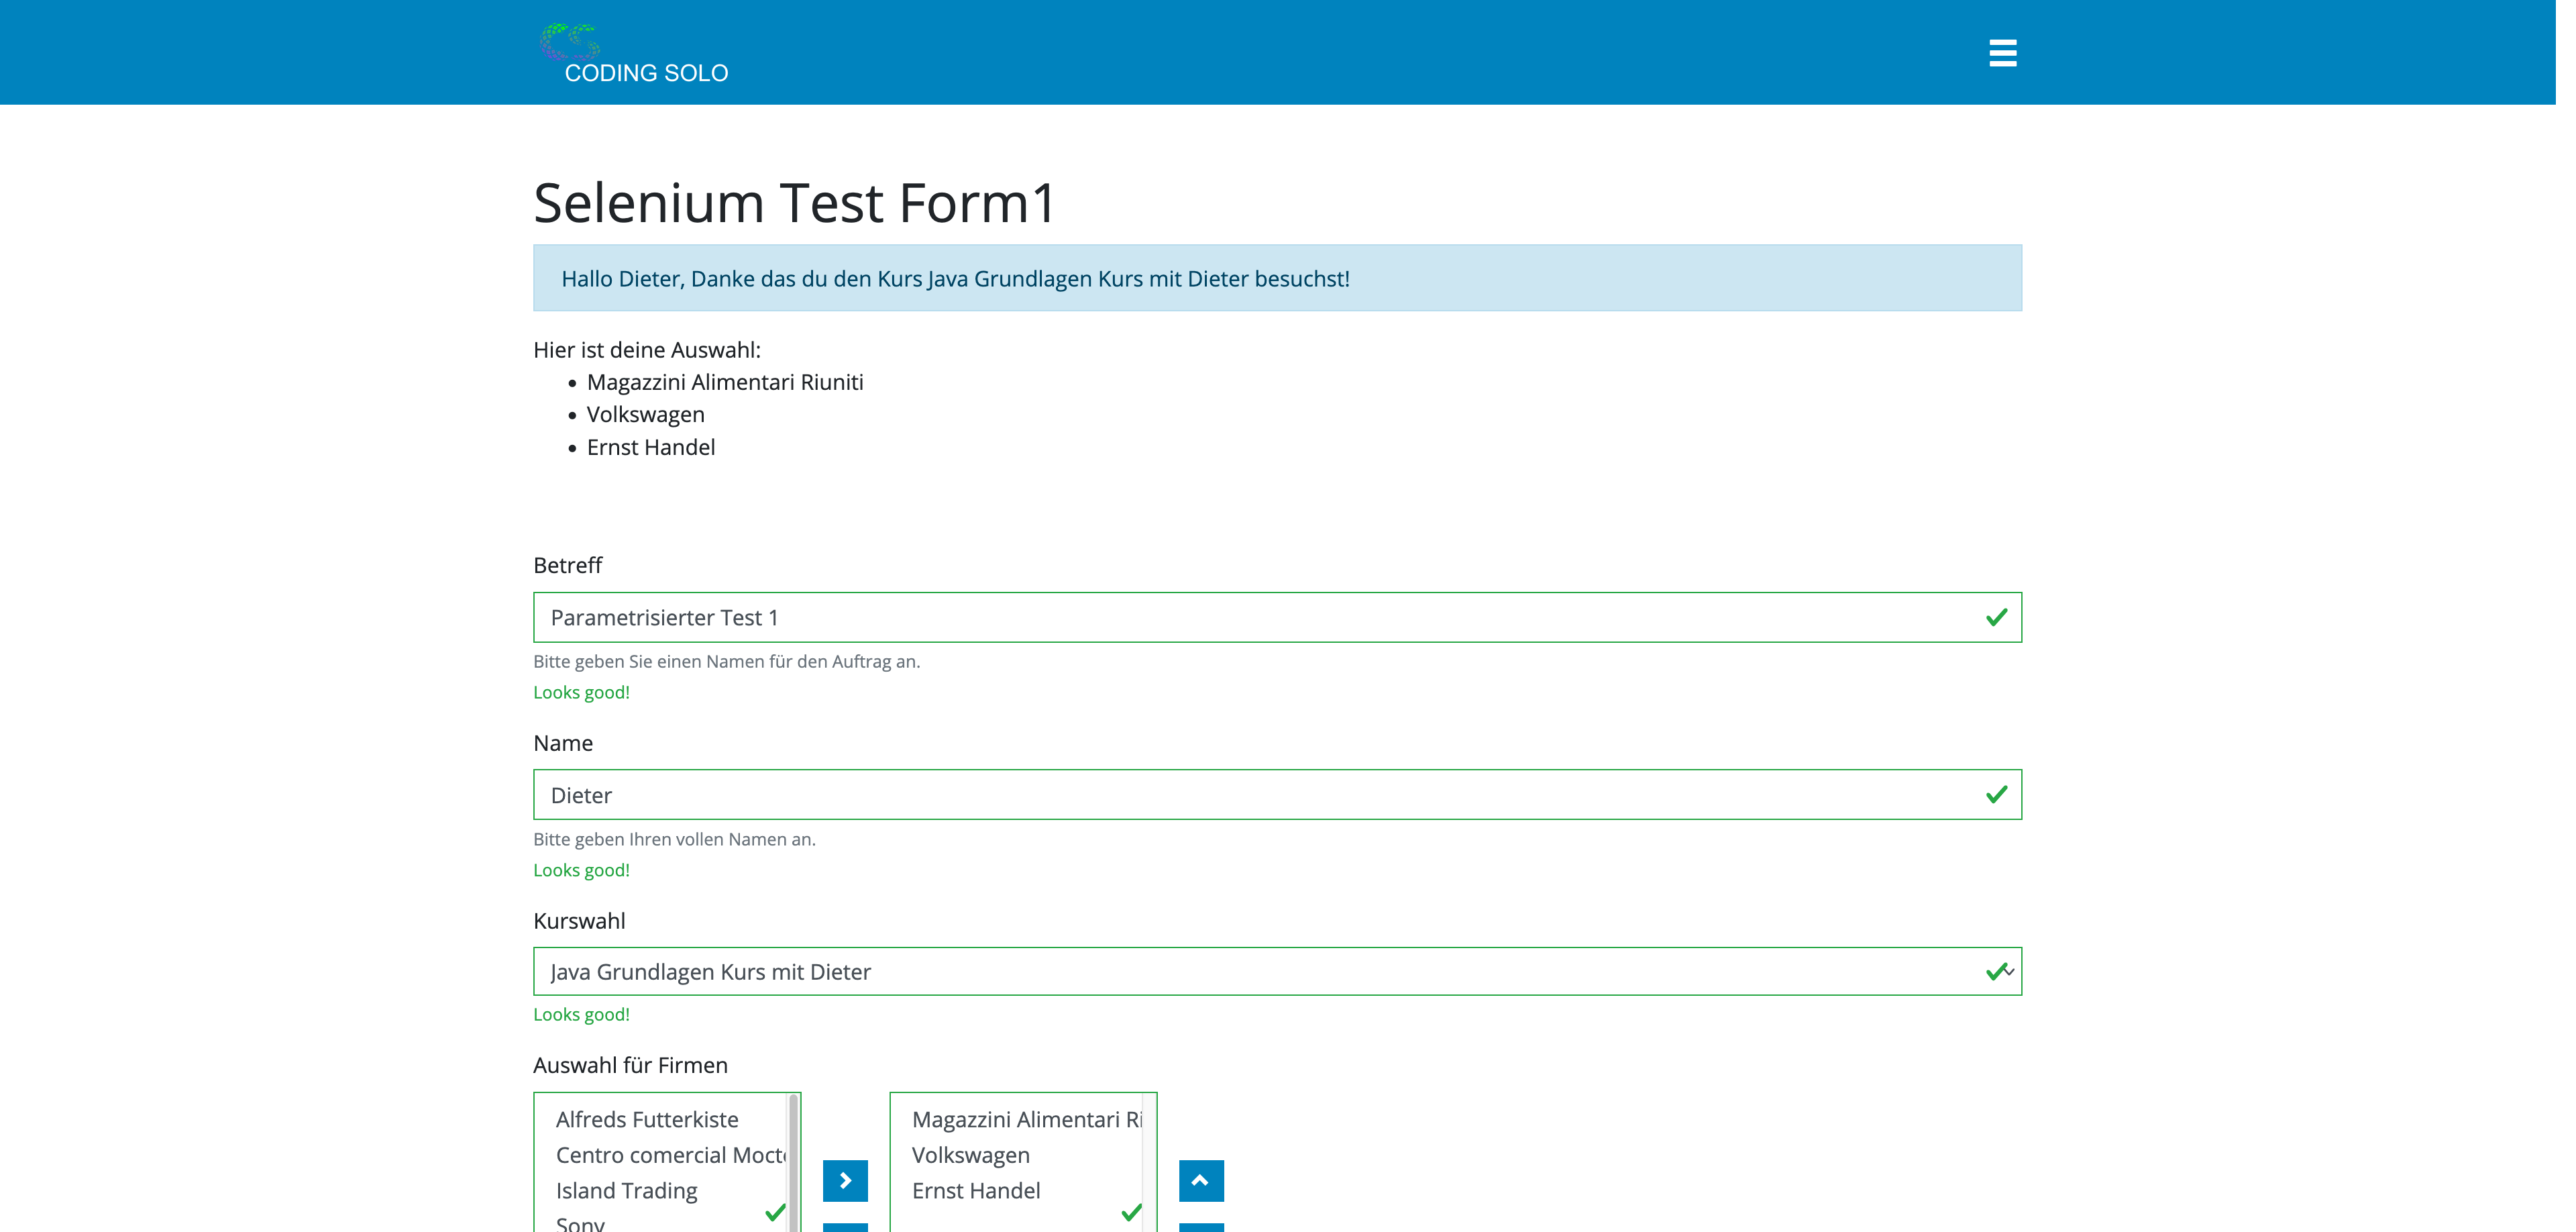 CODING SOLO
Selenium Test Form1
Hallo Dieter, Danke das du den Kurs Java Grundlagen Kurs mit Dieter besuchst!
Hier ist deine Auswahl:
Magazzini Alimentari Riuniti
Volkswagen
Ernst Handel
Betreff
Parametrisierter Test 1
Bitte geben Sie einen Namen für den Auftrag an.
Looks good!
Name
Dieter
Bitte geben Ihren vollen Namen an.
Looks good!
Kurswahl
Java Grundlagen Kurs mit Dieter
Looks good!
Auswahl für Firmen
Alfreds Futterkiste
Centro comercial Mocte
Island Trading
Sony
Magazzini Alimentari Ri
Volkswagen
Ernst Handel